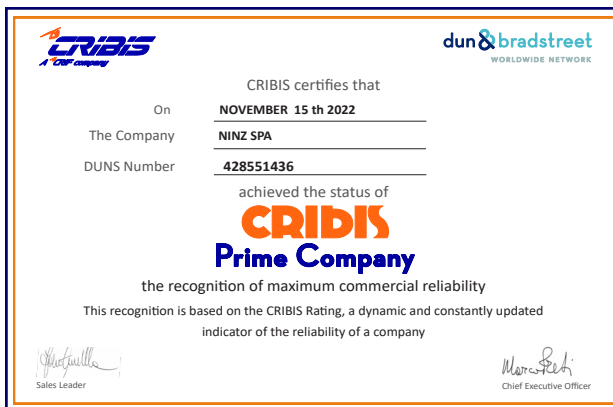 CRIBIS
A CRIF company
dun & bradstreet
WORLDWIDE NETWORK
CRIBIS certifies that
On NOVEMBER 15 th 2022
The Company NINZ SPA
DUNS Number 428551436
achieved the status of
CRIBIS
Prime Company
the recognition of maximum commercial reliability
This recognition is based on the CRIBIS Rating, a dynamic and constantly updated
indicator of the reliability of a company
Sales Leader
Chief Executive Officer